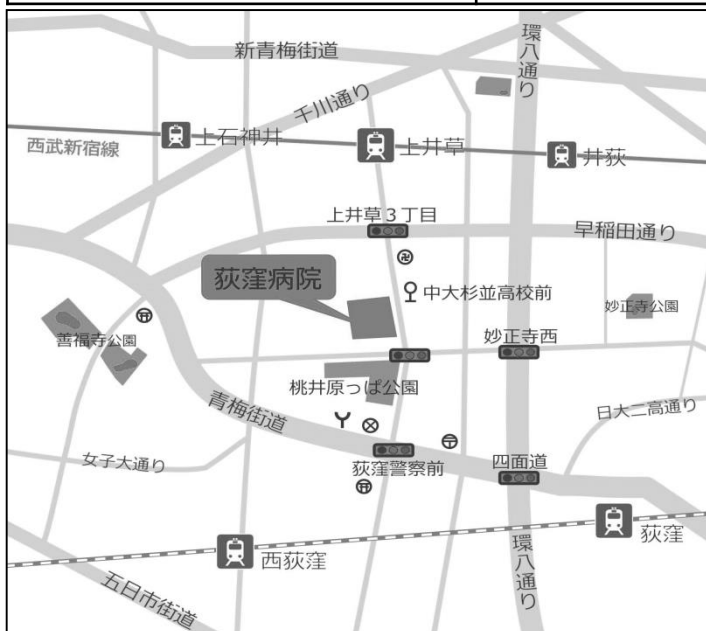 環八通り
新青梅街道
千川通り
西武新宿線
上石神井
上井草
井荻
上井草３丁目
早稲田通り
荻窪病院
中大杉並高校前
妙正寺公園
善福寺公園
妙正寺西
桃井原っぱ公園
青梅街道
日大二高通り
女子大通り
荻窪警察前
四面道
荻窪
西荻窪
環八通り
五日市街道